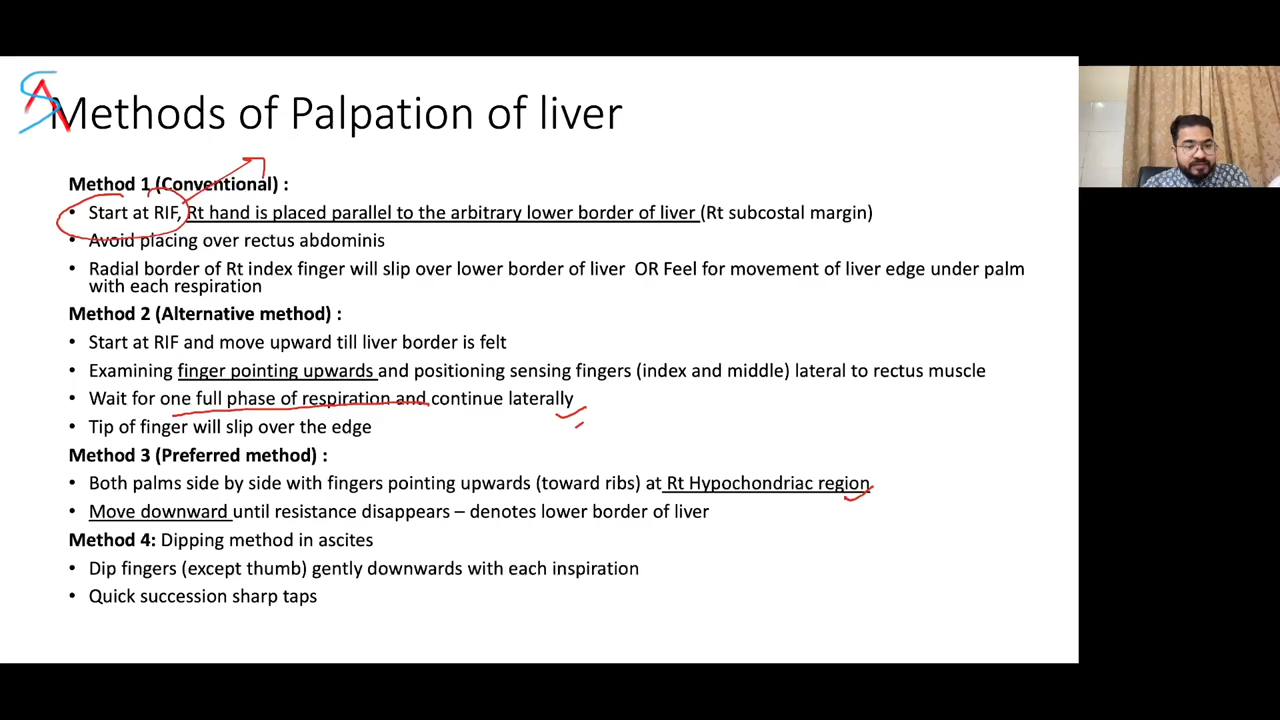 Methods of Palpation of liver
Method 1 (Conventional) :
• Start at RIF, Rt hand is placed parallel to the arbitrary lower border of liver (Rt subcostal margin)
• Avoid placing over rectus abdominis
• Radial border of Rt index finger will slip over lower border of liver OR Feel for movement of liver edge under palm
with each respiration
Method 2 (Alternative method) :
• Start at RIF and move upward till liver border is felt
• Examining finger pointing upwards and positioning sensing fingers (index and middle) lateral to rectus muscle
• Wait for one full phase of respiration and continue laterally
• Tip of finger will slip over the edge
Method 3 (Preferred method) :
• Both palms side by side with fingers pointing upwards (toward ribs) at Rt Hypochondriac region
• Move downward until resistance disappears – denotes lower border of liver
Method 4: Dipping method in ascites
• Dip fingers (except thumb) gently downwards with each inspiration
• Quick succession sharp taps